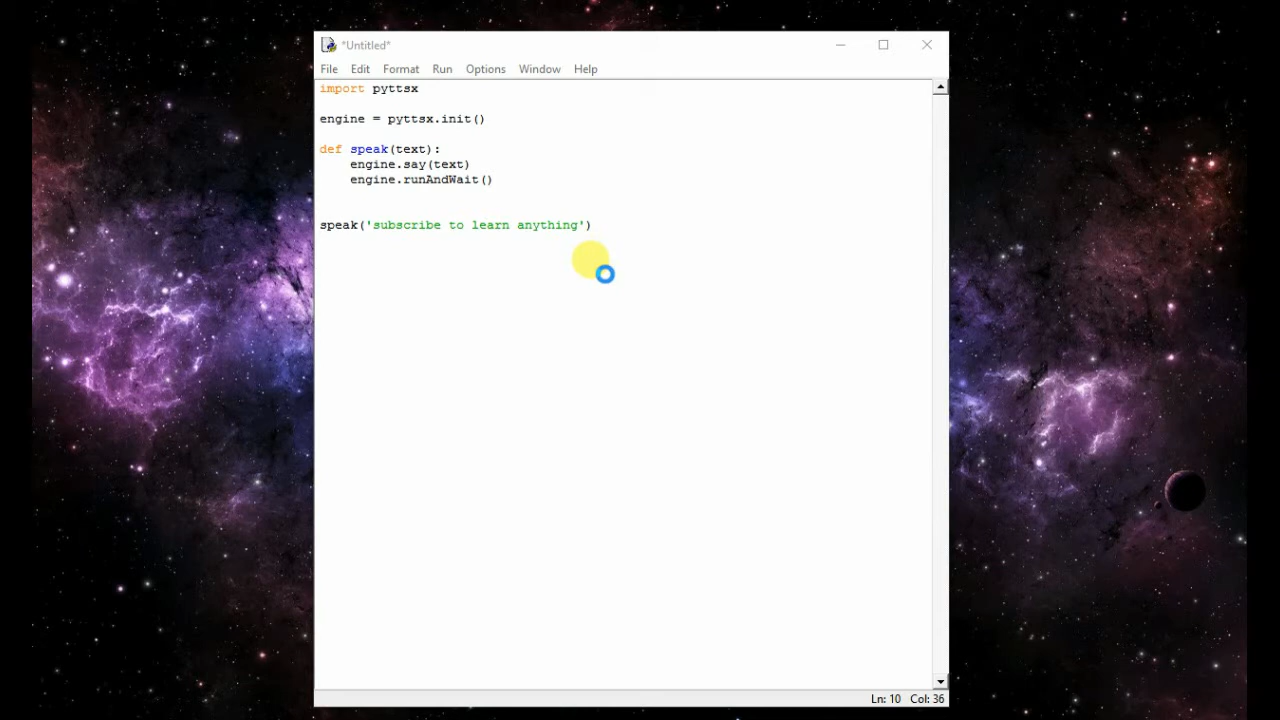 *Untitled*
File Edit Format Run Options Window Help
import pyttsx
engine = pyttsx.init()
def speak(text):
    engine.say(text)
    engine.runAndWait()
speak('subscribe to learn anything')
Ln: 10 Col: 36